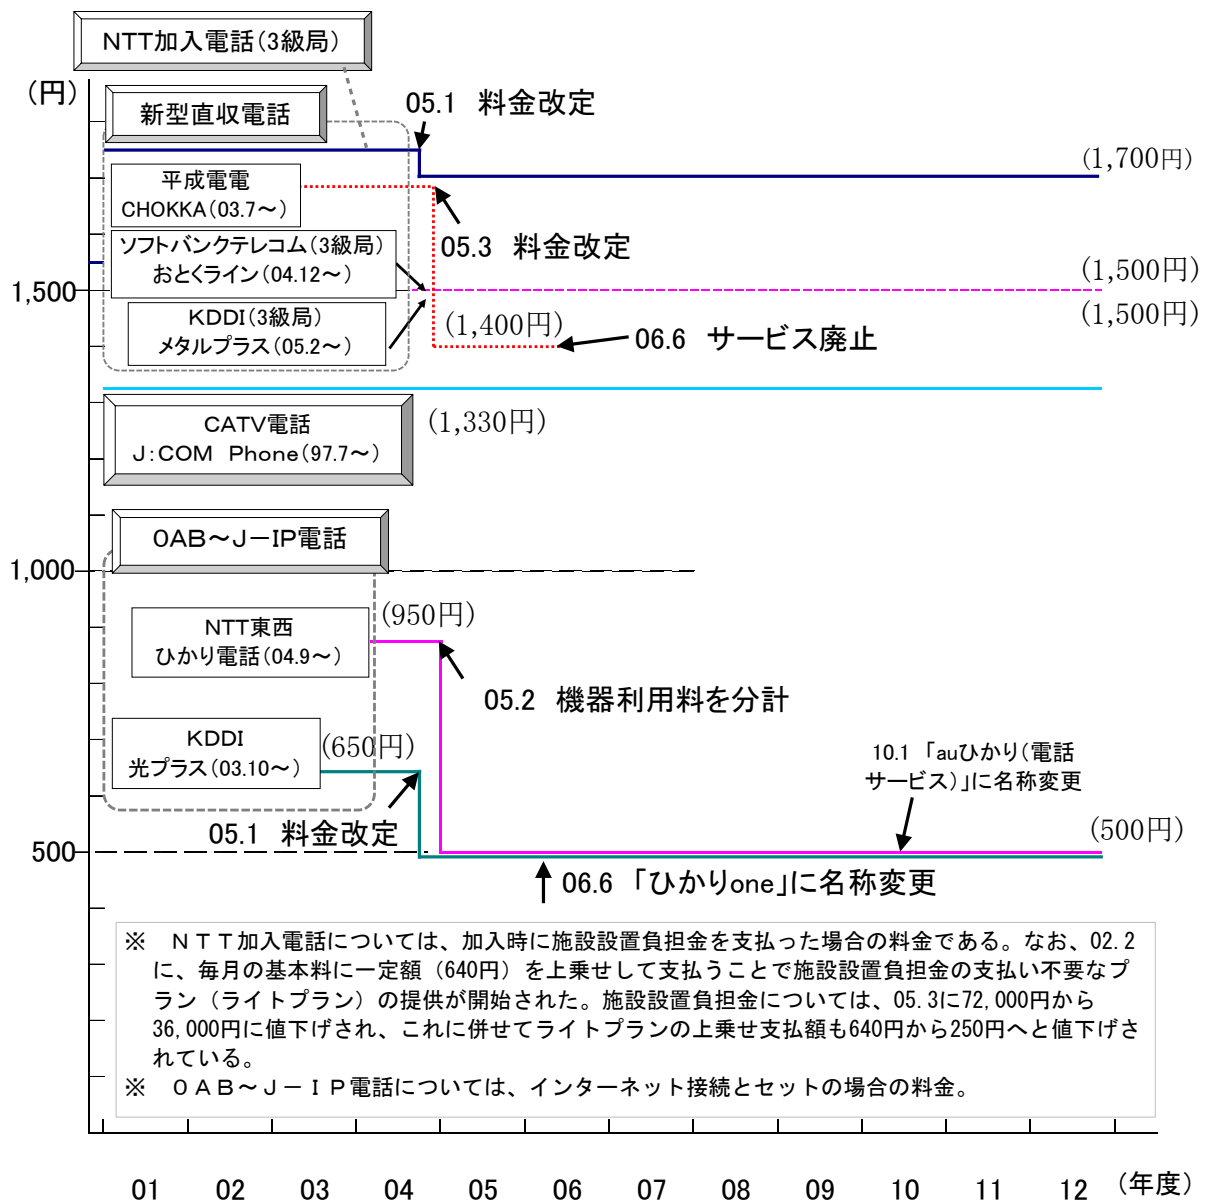 NTT加入電話(3級局)
(円)
新型直収電話
05.1 料金改定
(1,700円)
平成電電
CHOKKA(03.7～)
05.3 料金改定
ソフトバンクテレコム(3級局)
おとくライン(04.12～)
(1,500円)
1,500
KDDI(3級局)
メタルプラス(05.2～)
(1,500円)
(1,400円)
06.6 サービス廃止
CATV電話
J:COM Phone(97.7～)
(1,330円)
0AB～J－IP電話
1,000
NTT東西
ひかり電話(04.9～)
(950円)
05.2 機器利用料を分計
KDDI
光プラス(03.10～)
(650円)
10.1 「auひかり(電話
サービス)」に名称変更
05.1 料金改定
(500円)
500
06.6 「ひかりone」に名称変更
※ ＮＴＴ加入電話については、加入時に施設設置負担金を支払った場合の料金である。なお、02.2
に、毎月の基本料に一定額（640円）を上乗せして支払うことで施設設置負担金の支払い不要なプ
ラン（ライトプラン）の提供が開始された。施設設置負担金については、05.3に72,000円から
36,000円に値下げされ、これに併せてライトプランの上乗せ支払額も640円から250円へと値下げさ
れている。
※ ０ＡＢ～Ｊ－ＩＰ電話については、インターネット接続とセットの場合の料金。
01 02 03 04 05 06 07 08 09 10 11 12 (年度)